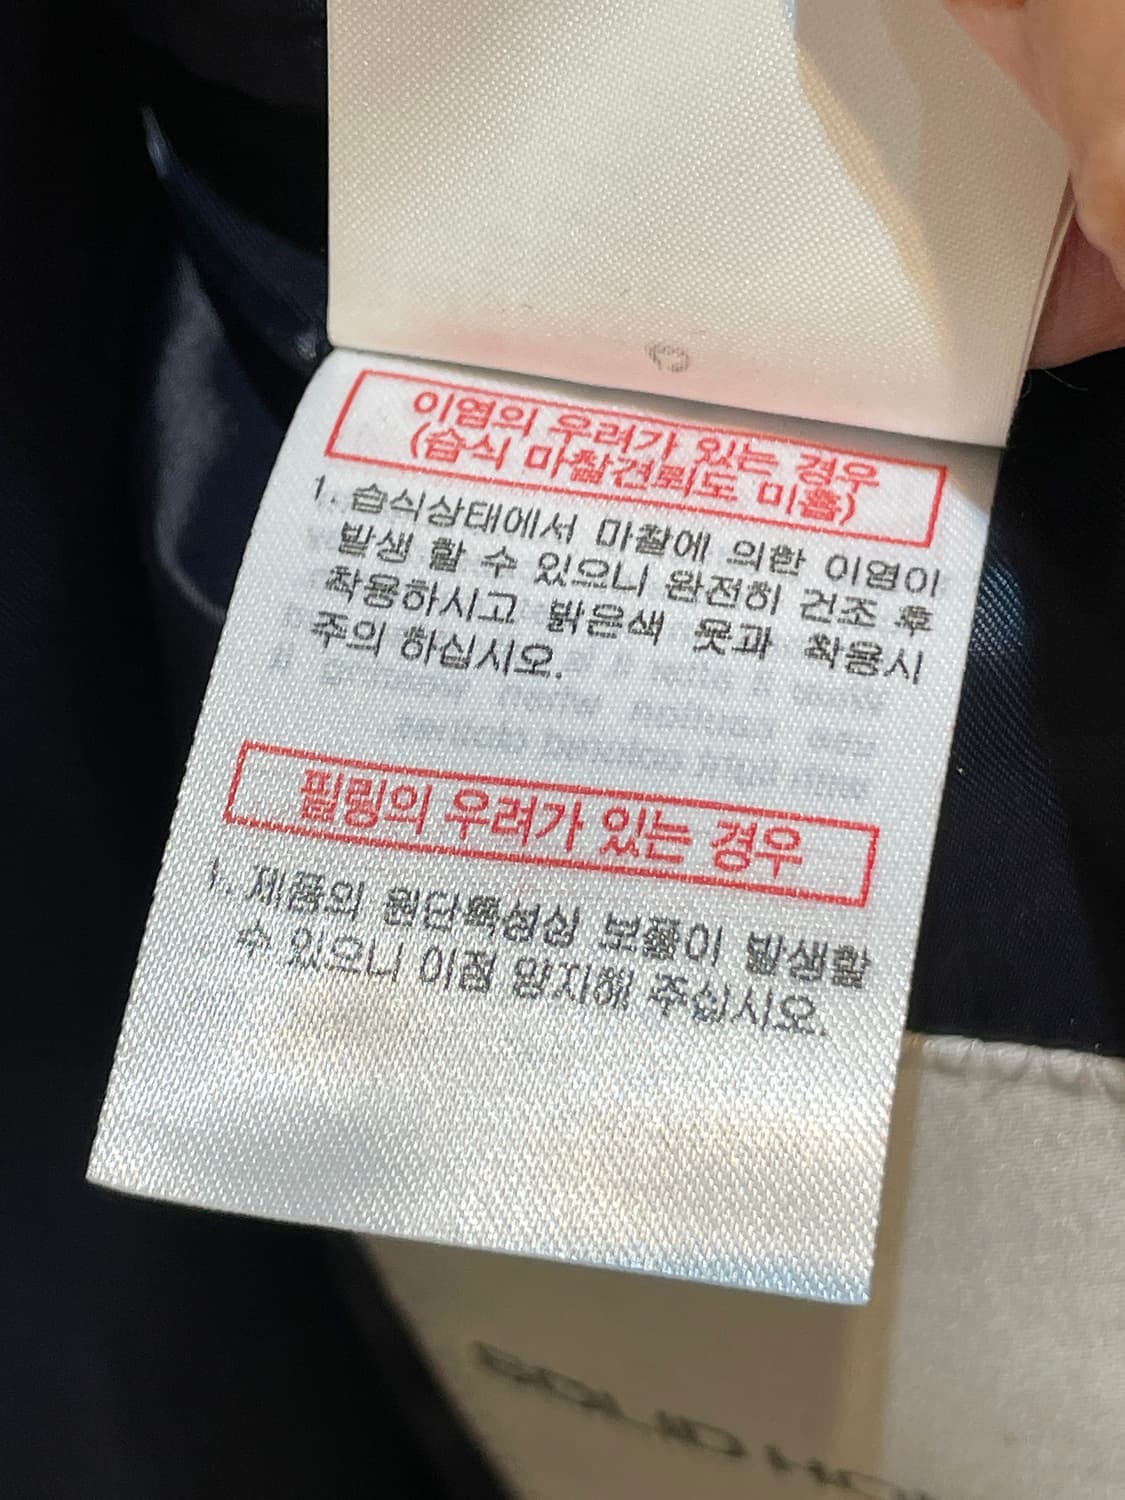 이염의 우려가 있는 경우
(습식 마찰견뢰도 미흡)
1. 습식상태에서 마찰에 의한 이염이
발생 할 수 있으니 완전히 건조 후
착용하시고 밝은색 옷과 착용시
주의 하십시오.
필링의 우려가 있는 경우
1. 제품의 원단특성상 보풀이 발생할
수 있으니 이점 양지해 주십시오.
SOLID